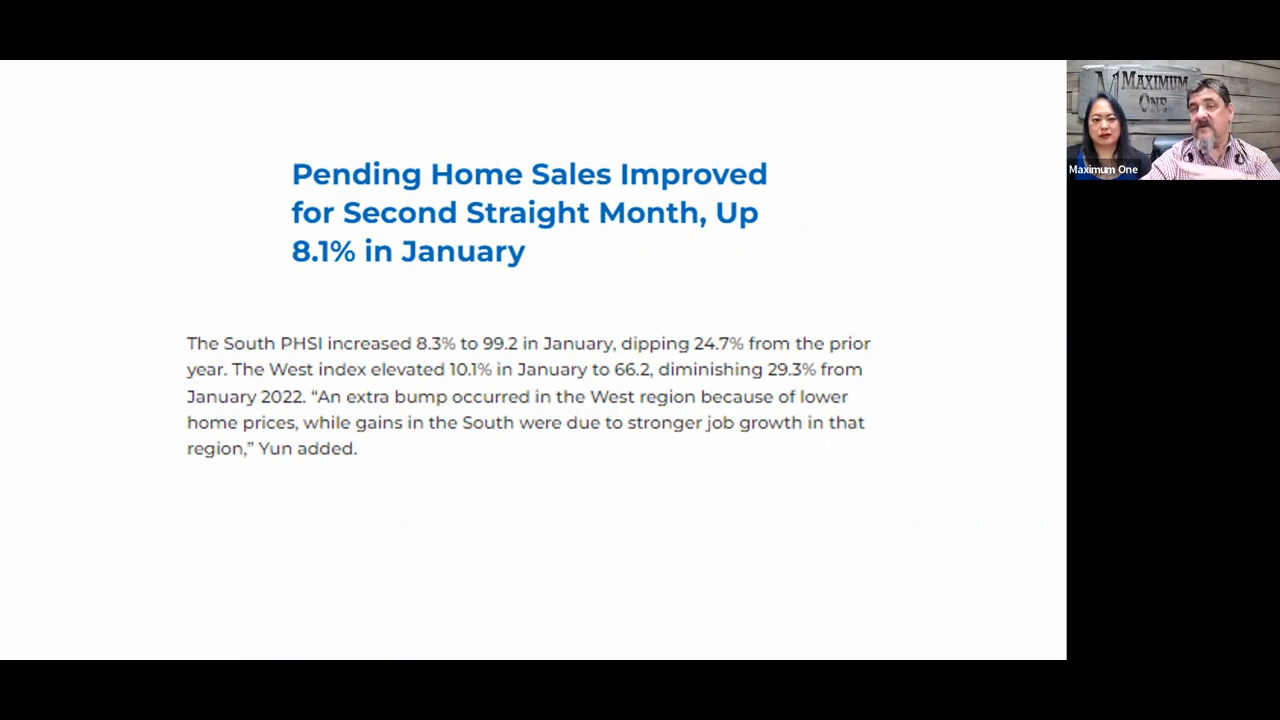 Pending Home Sales Improved
for Second Straight Month, Up
8.1% in January
The South PHSI increased 8.3% to 99.2 in January, dipping 24.7% from the prior
year. The West index elevated 10.1% in January to 66.2, diminishing 29.3% from
January 2022. “An extra bump occurred in the West region because of lower
home prices, while gains in the South were due to stronger job growth in that
region,” Yun added.
MAXIMUM
ONE
Maximum One